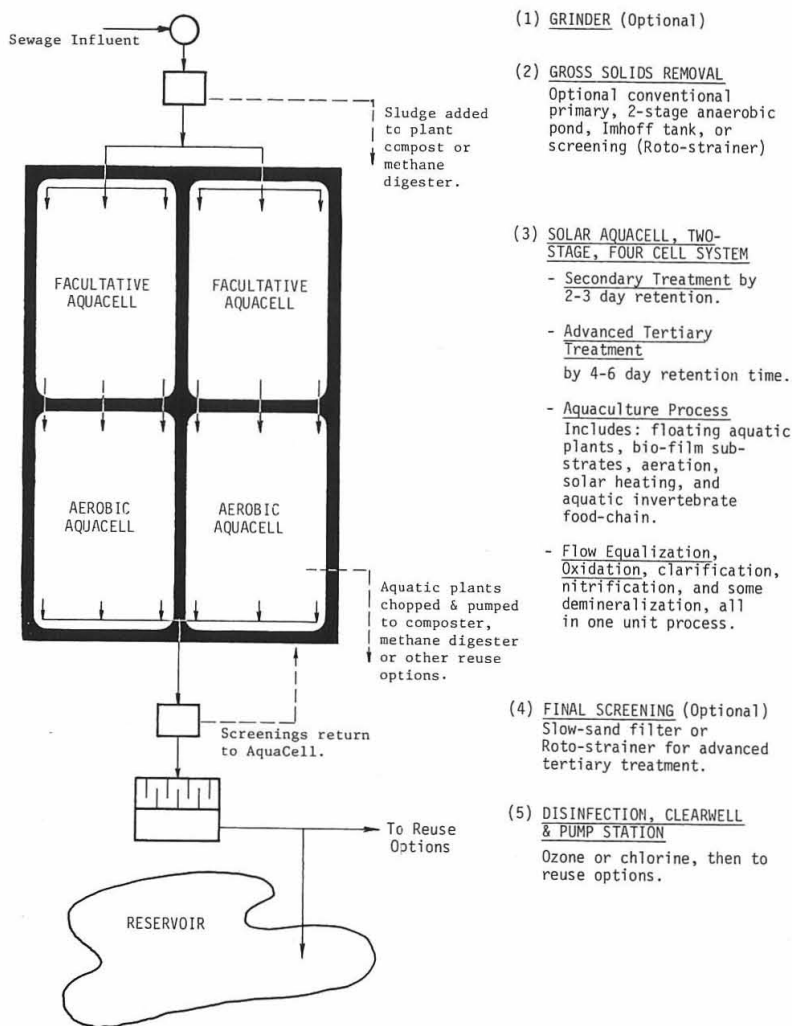 Sewage Influent
Sludge added
to plant
compost or
methane
digester.
FACULTATIVE
AQUACELL
FACULTATIVE
AQUACELL
AEROBIC
AQUACELL
AEROBIC
AQUACELL
Aquatic plants
chopped & pumped
to composter,
methane digester
or other reuse
options.
Screenings return
to AquaCell.
To Reuse
Options
RESERVOIR
(1) GRINDER (Optional)
(2) GROSS SOLIDS REMOVAL
Optional conventional
primary, 2-stage anaerobic
pond, Imhoff tank, or
screening (Roto-strainer)
(3) SOLAR AQUACELL, TWO-
STAGE, FOUR CELL SYSTEM
- Secondary Treatment by
2-3 day retention.
- Advanced Tertiary
Treatment
by 4-6 day retention time.
- Aquaculture Process
Includes: floating aquatic
plants, bio-film sub-
strates, aeration,
solar heating, and
aquatic invertebrate
food-chain.
- Flow Equalization,
Oxidation, clarification,
nitrification, and some
demineralization, all
in one unit process.
(4) FINAL SCREENING (Optional)
Slow-sand filter or
Roto-strainer for advanced
tertiary treatment.
(5) DISINFECTION, CLEARWELL
& PUMP STATION
Ozone or chlorine, then to
reuse options.